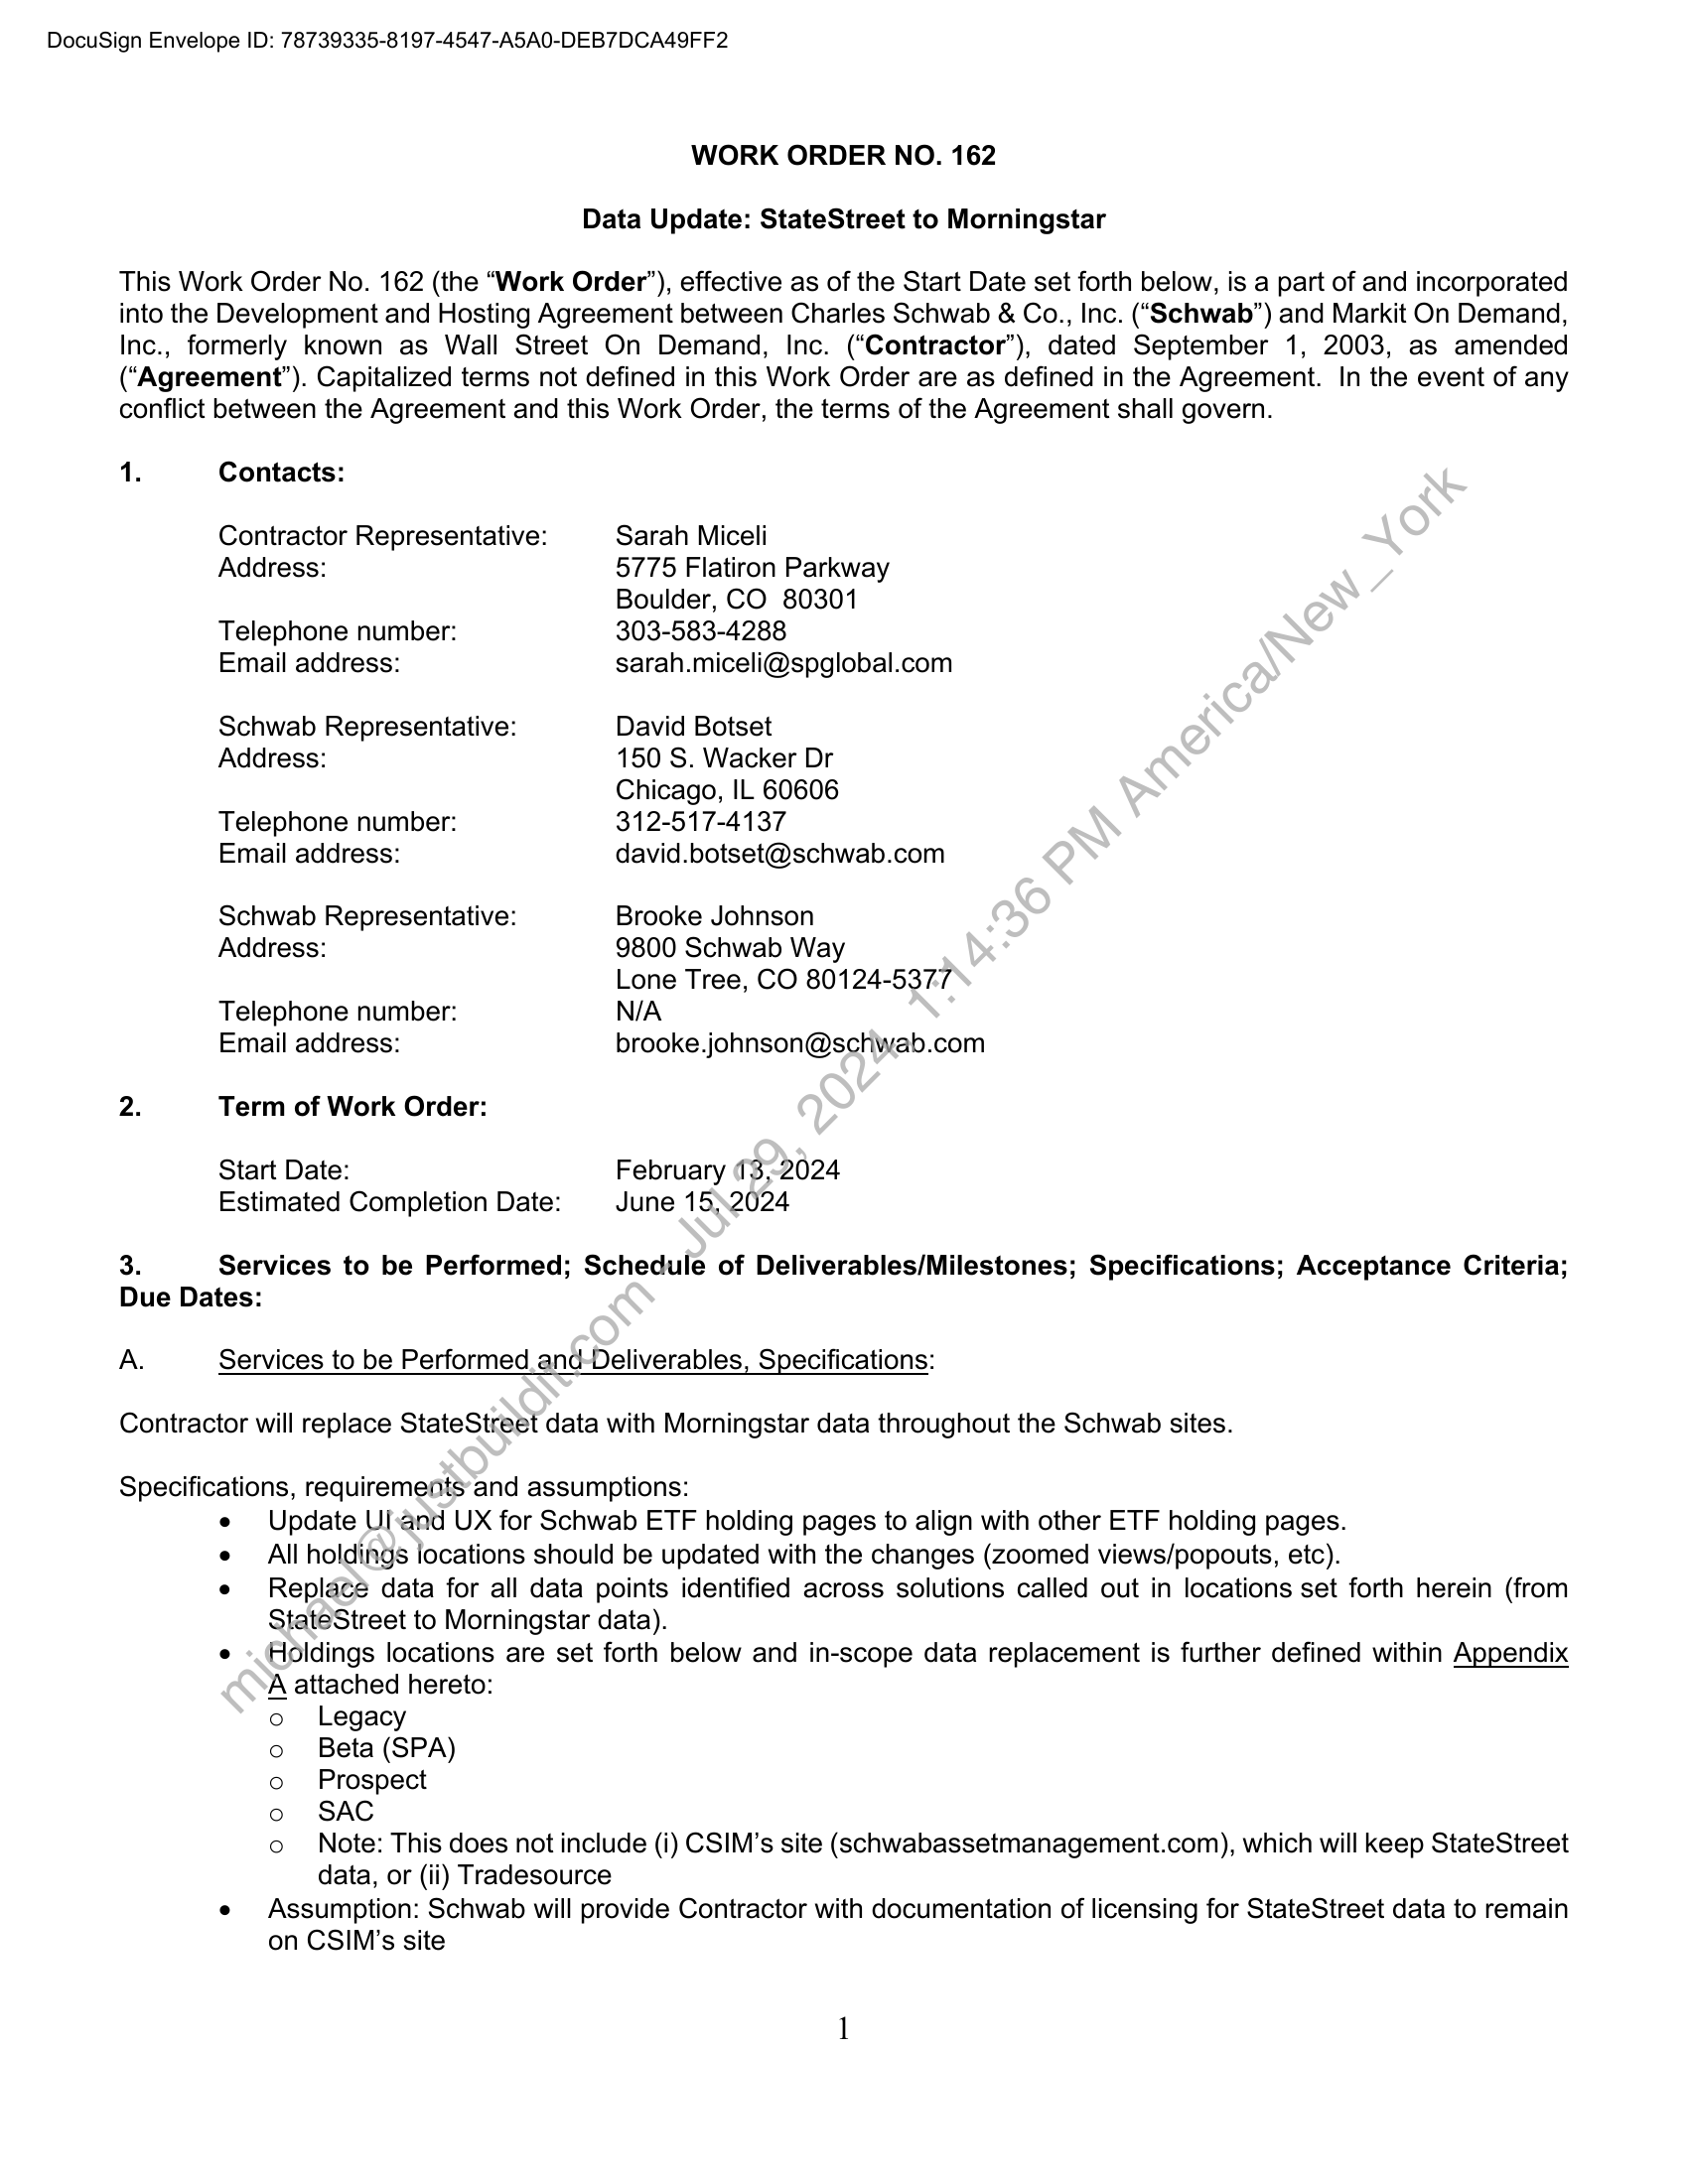 DocuSign Envelope ID: 78739335-8197-4547-A5A0-DEB7DCA49FF2
WORK ORDER NO. 162
Data Update: StateStreet to Morningstar
This Work Order No. 162 (the “Work Order”), effective as of the Start Date set forth below, is a part of and incorporated
into the Development and Hosting Agreement between Charles Schwab & Co., Inc. (“Schwab”) and Markit On Demand,
Inc., formerly known as Wall Street On Demand, Inc. (“Contractor”), dated September 1, 2003, as amended
(“Agreement”). Capitalized terms not defined in this Work Order are as defined in the Agreement.  In the event of any
conflict between the Agreement and this Work Order, the terms of the Agreement shall govern.
1. Contacts:
Contractor Representative: Sarah Miceli
Address: 5775 Flatiron Parkway
Boulder, CO  80301
Telephone number: 303-583-4288
Email address: sarah.miceli@spglobal.com
Schwab Representative: David Botset
Address: 150 S. Wacker Dr
Chicago, IL 60606
Telephone number: 312-517-4137
Email address: david.botset@schwab.com
Schwab Representative: Brooke Johnson
Address: 9800 Schwab Way
Lone Tree, CO 80124-5377
Telephone number: N/A
Email address: brooke.johnson@schwab.com
2. Term of Work Order:
Start Date: February 13, 2024
Estimated Completion Date: June 15, 2024
3. Services to be Performed; Schedule of Deliverables/Milestones; Specifications; Acceptance Criteria;
Due Dates:
A. Services to be Performed and Deliverables, Specifications:
Contractor will replace StateStreet data with Morningstar data throughout the Schwab sites.
Specifications, requirements and assumptions:
• Update UI and UX for Schwab ETF holding pages to align with other ETF holding pages.
• All holdings locations should be updated with the changes (zoomed views/popouts, etc).
• Replace data for all data points identified across solutions called out in locations set forth herein (from
StateStreet to Morningstar data).
• Holdings locations are set forth below and in-scope data replacement is further defined within Appendix
A attached hereto:
o Legacy
o Beta (SPA)
o Prospect
o SAC
o Note: This does not include (i) CSIM’s site (schwabassetmanagement.com), which will keep StateStreet
data, or (ii) Tradesource
• Assumption: Schwab will provide Contractor with documentation of licensing for StateStreet data to remain
on CSIM’s site
1
michael@justbuildit.com - Jul 29, 2024, 1:14:36 PM America/New_York